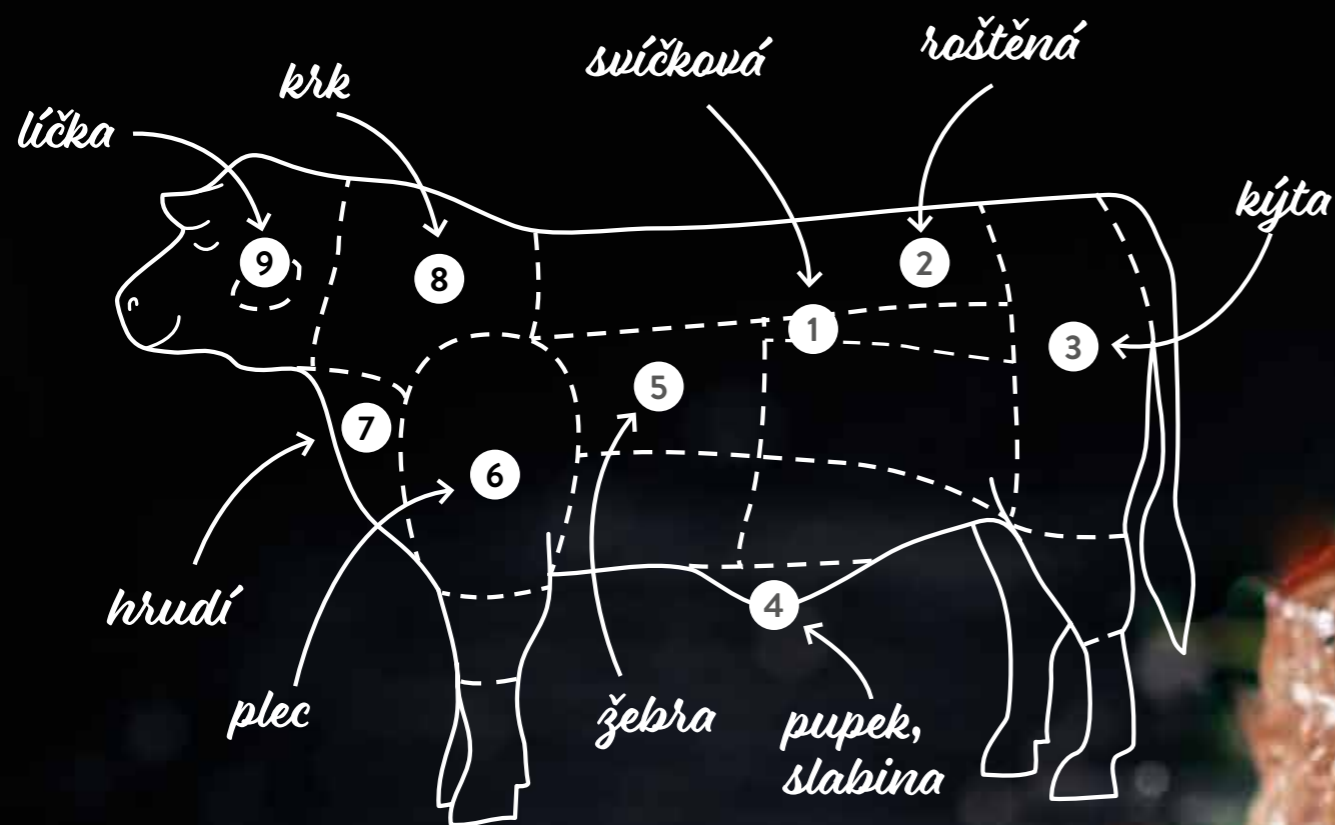 svíčková
roštěná
krk
líčka
kýta
9
8
2
1
3
5
7
6
4
hrudí
plec
žebra
pupek,
slabina